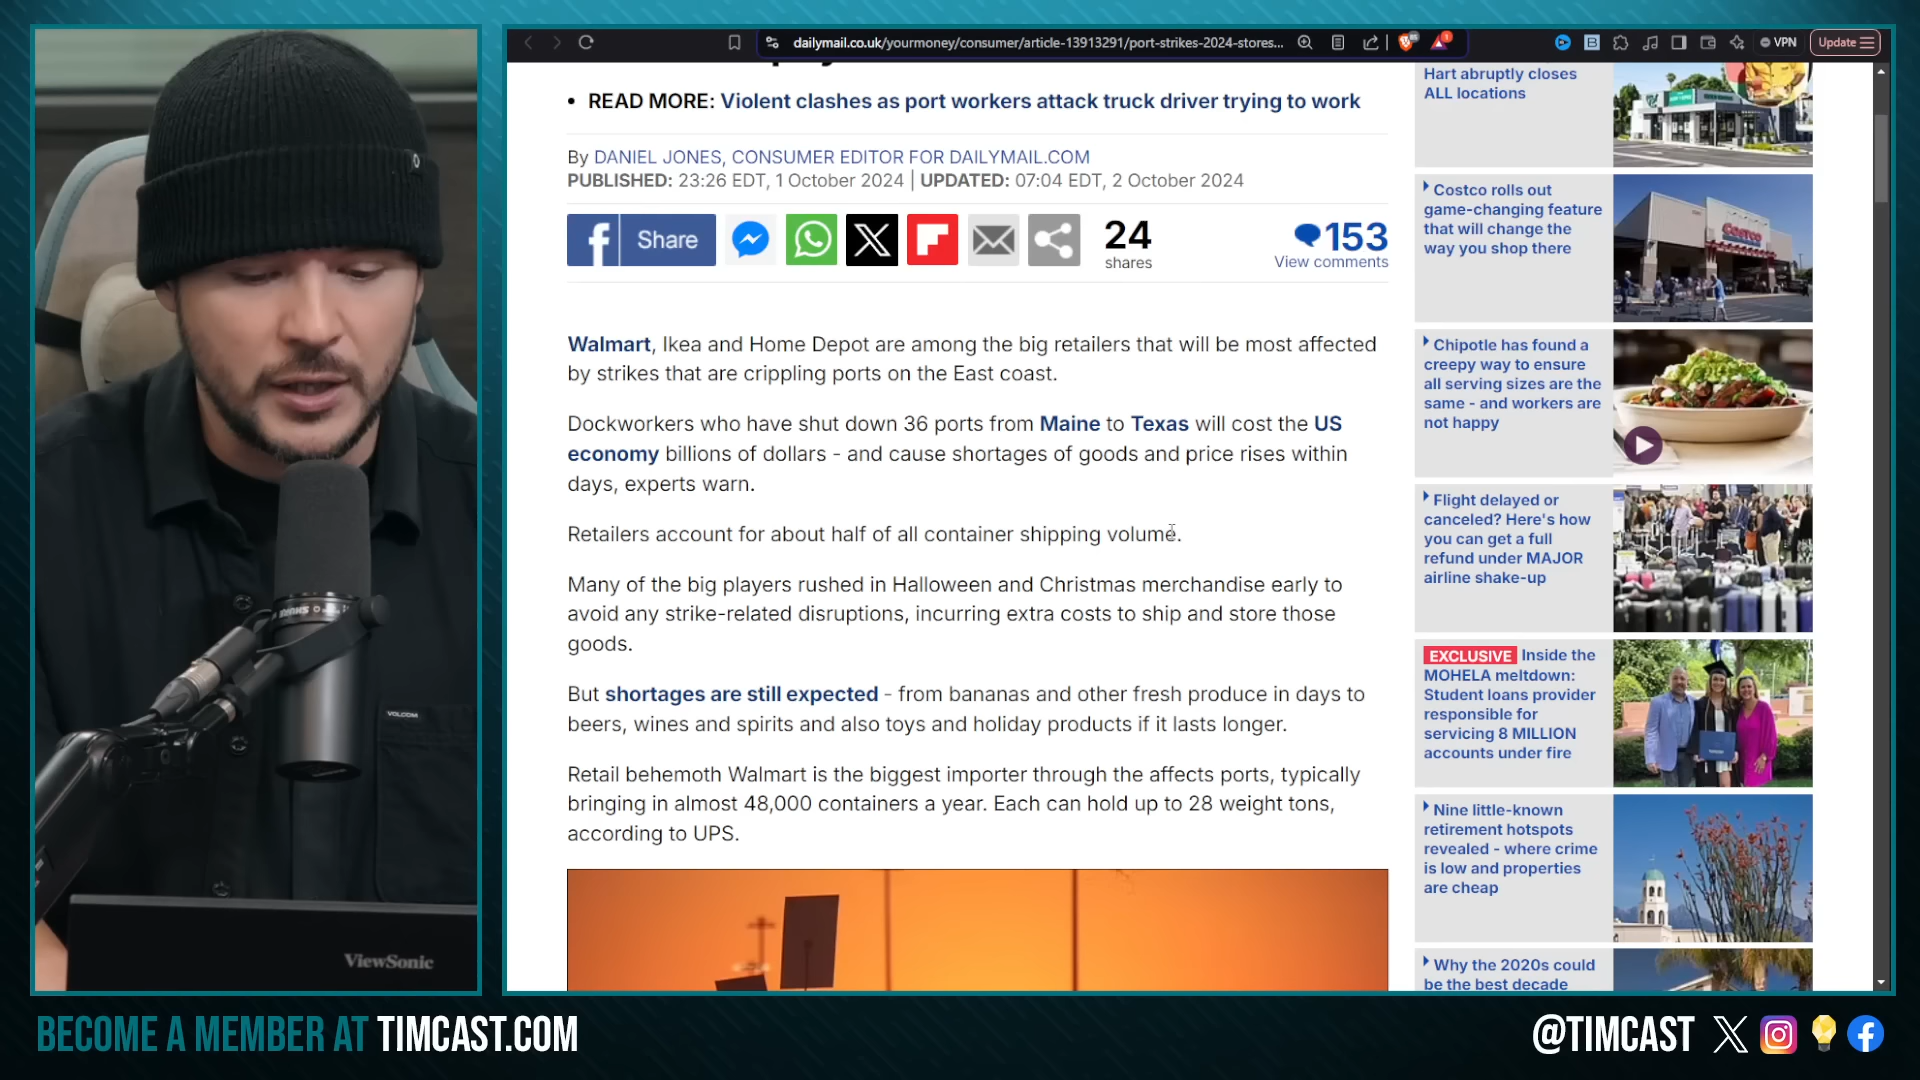 dailymail.co.uk/yourmoney/consumer/article-13913291/port-strikes-2024-stores...
VPN
Update
• READ MORE: Violent clashes as port workers attack truck driver trying to work
By DANIEL JONES, CONSUMER EDITOR FOR DAILYMAIL.COM
PUBLISHED: 23:26 EDT, 1 October 2024 | UPDATED: 07:04 EDT, 2 October 2024
Share
24
shares
153
View comments
Walmart, Ikea and Home Depot are among the big retailers that will be most affected
by strikes that are crippling ports on the East coast.
Dockworkers who have shut down 36 ports from Maine to Texas will cost the US
economy billions of dollars - and cause shortages of goods and price rises within
days, experts warn.
Retailers account for about half of all container shipping volume.
Many of the big players rushed in Halloween and Christmas merchandise early to
avoid any strike-related disruptions, incurring extra costs to ship and store those
goods.
But shortages are still expected - from bananas and other fresh produce in days to
beers, wines and spirits and also toys and holiday products if it lasts longer.
Retail behemoth Walmart is the biggest importer through the affects ports, typically
bringing in almost 48,000 containers a year. Each can hold up to 28 weight tons,
according to UPS.
Hart abruptly closes
ALL locations
Costco rolls out
game-changing feature
that will change the
way you shop there
COSTCO
Chipotle has found a
creepy way to ensure
all serving sizes are the
same - and workers are
not happy
Flight delayed or
canceled? Here's how
you can get a full
refund under MAJOR
airline shake-up
EXCLUSIVE Inside the
MOHELA meltdown:
Student loans provider
responsible for
servicing 8 MILLION
accounts under fire
Nine little-known
retirement hotspots
revealed - where crime
is low and properties
are cheap
Why the 2020s could
be the best decade
SHURE
VOLCOM
ViewSonic
BECOME A MEMBER AT TIMCAST.COM
@TIMCAST